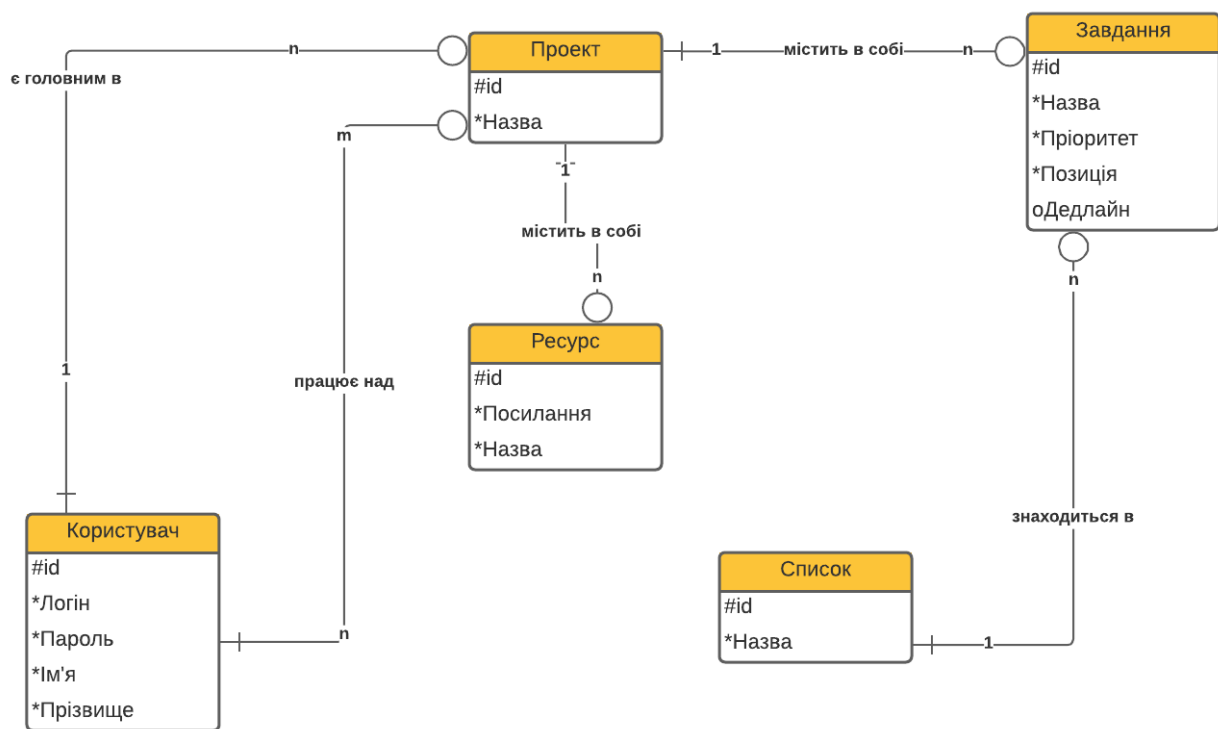 Проект
#id
*Назва
є головним в
n
1
m
працює над
n
1
містить в собі
n
Завдання
#id
*Назва
*Пріоритет
*Позиція
oДедлайн
1
містить в собі
n
Ресурс
#id
*Посилання
*Назва
Користувач
#id
*Логін
*Пароль
*Ім'я
*Прізвище
n
знаходиться в
1
Список
#id
*Назва